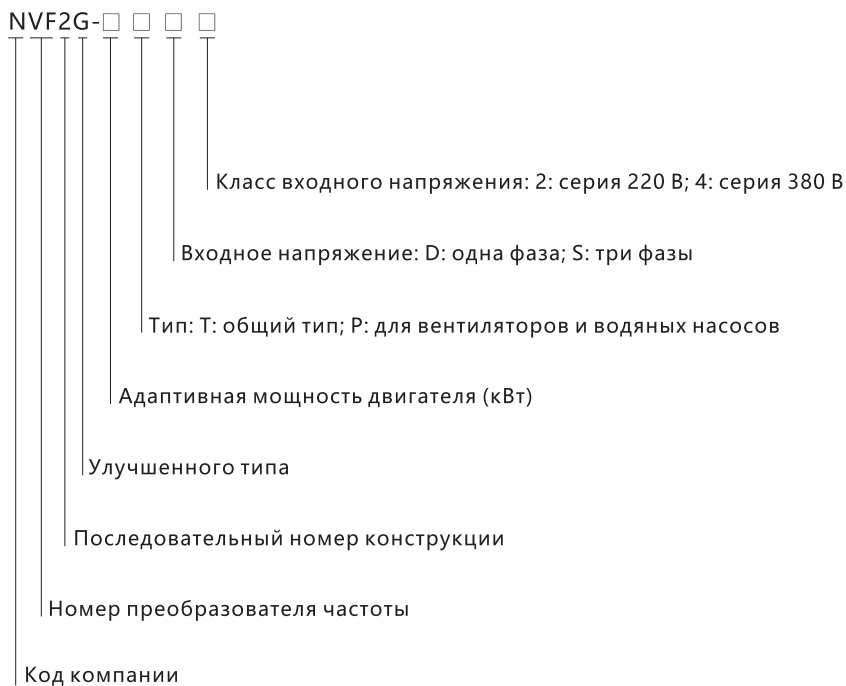 NVF2G-□ □ □ □
Класс входного напряжения: 2: серия 220 В; 4: серия 380 В
Входное напряжение: D: одна фаза; S: три фазы
Тип: Т: общий тип; Р: для вентиляторов и водяных насосов
Адаптивная мощность двигателя (кВт)
Улучшенного типа
Последовательный номер конструкции
Номер преобразователя частоты
Код компании